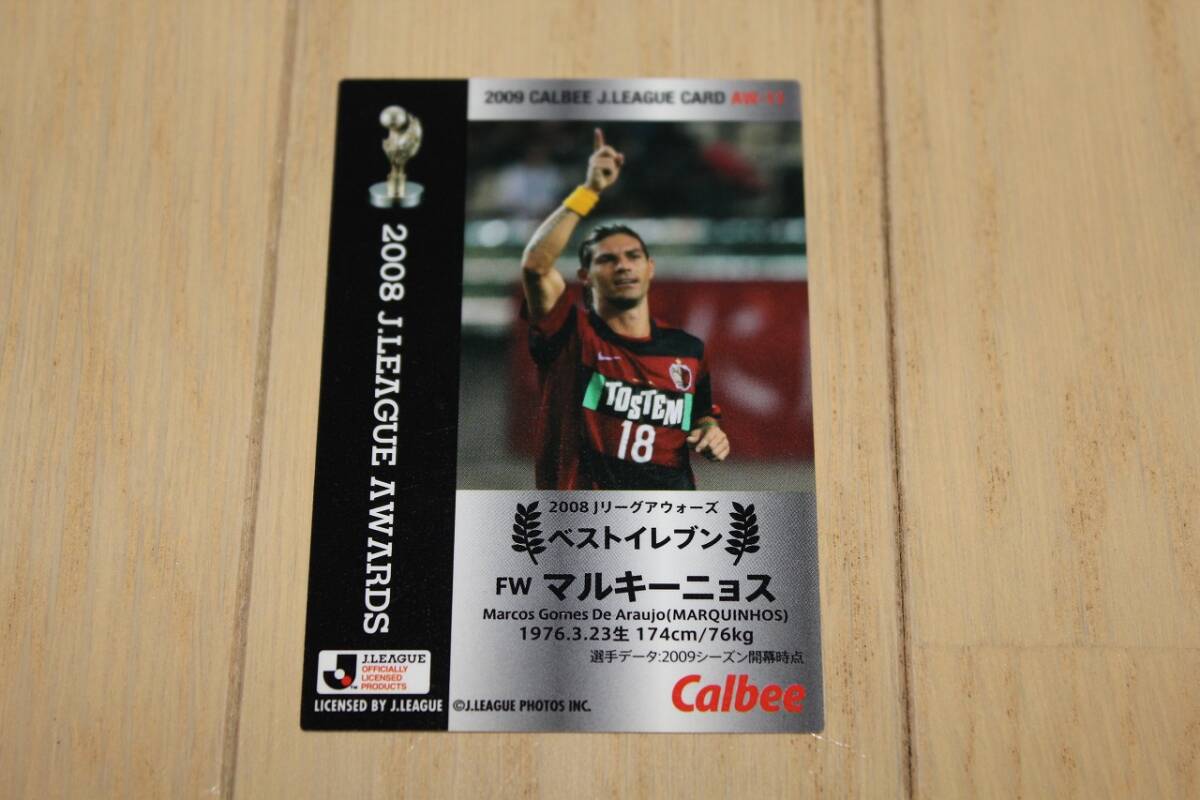 2009 CALBEE J.LEAGUE CARD AW-11
2008 J.LEAGUE AWARDS
TOSTEM
18
2008 Jリーグアウォーズ
ベストイレブン
FW マルキーニョス
Marcos Gomes De Araujo(MARQUINHOS)
1976.3.23生 174cm/76kg
選手データ:2009シーズン開幕時点
Calbee
J.LEAGUE
OFFICIALLY
LICENSED
PRODUCTS
TM
LICENSED BY J.LEAGUE
©J.LEAGUE PHOTOS INC.